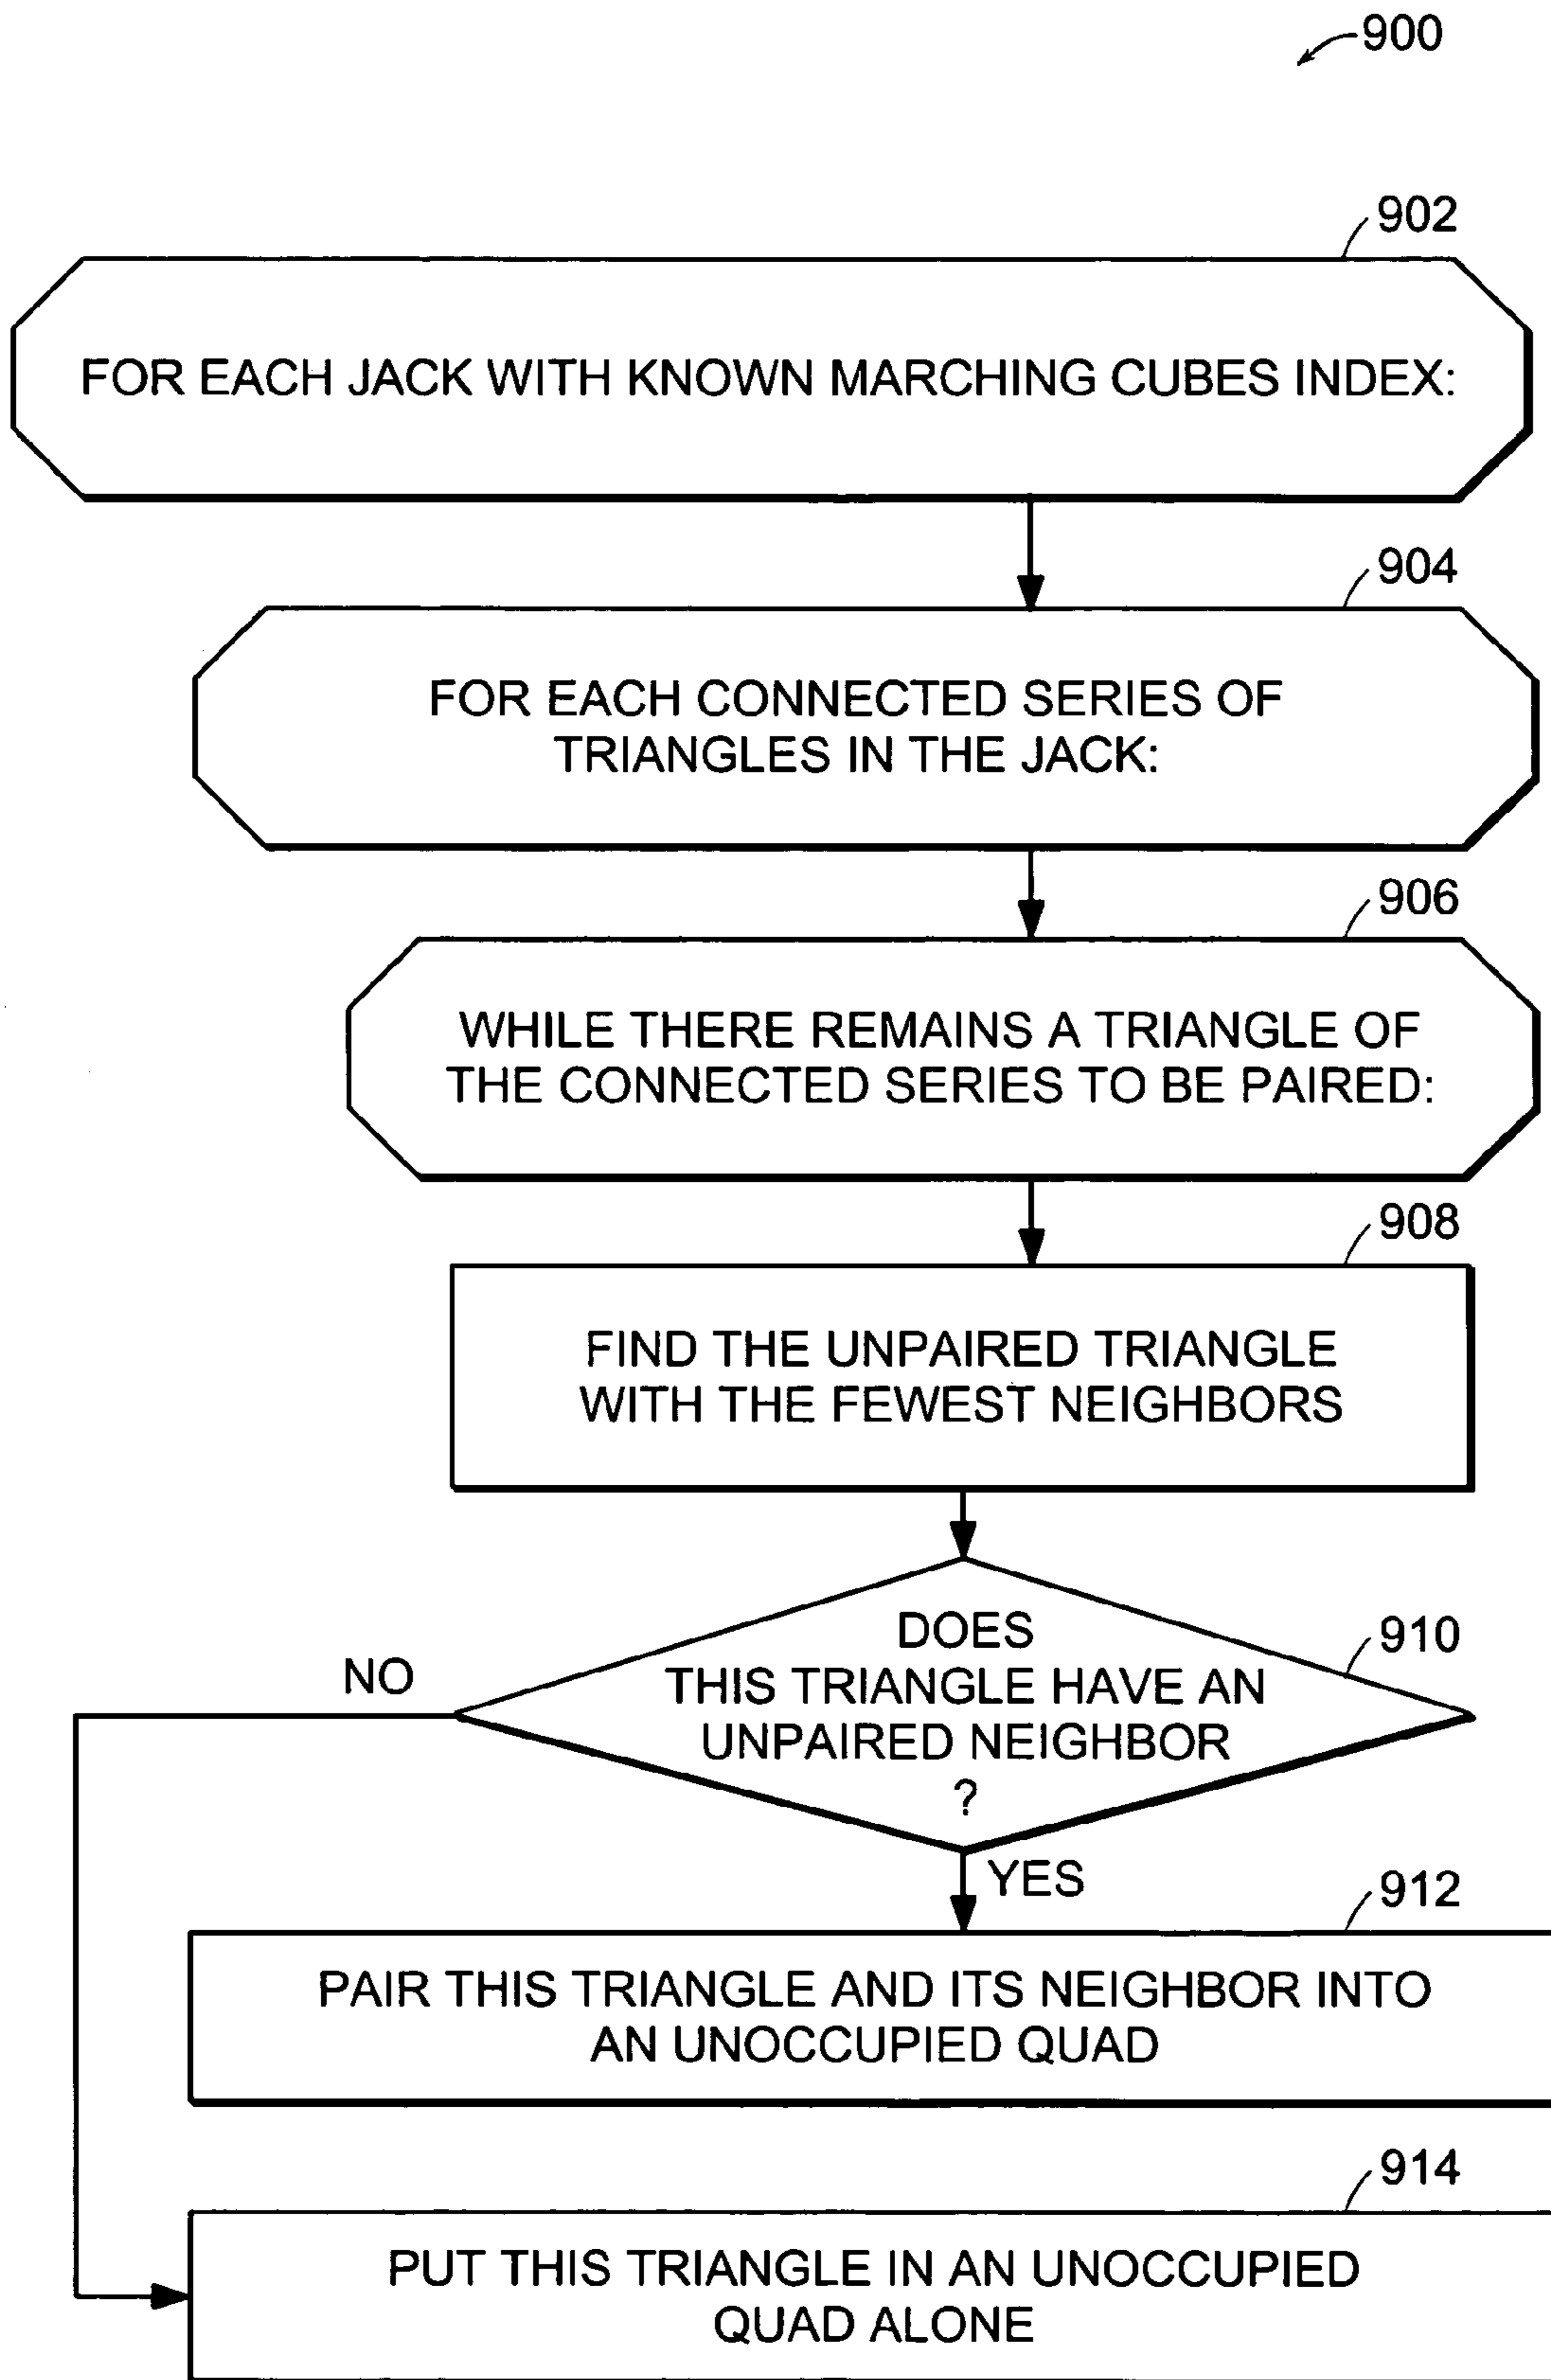 900
902
FOR EACH JACK WITH KNOWN MARCHING CUBES INDEX:
904
FOR EACH CONNECTED SERIES OF
TRIANGLES IN THE JACK:
906
WHILE THERE REMAINS A TRIANGLE OF
THE CONNECTED SERIES TO BE PAIRED:
908
FIND THE UNPAIRED TRIANGLE
WITH THE FEWEST NEIGHBORS
910
DOES
THIS TRIANGLE HAVE AN
UNPAIRED NEIGHBOR
?
NO
YES
912
PAIR THIS TRIANGLE AND ITS NEIGHBOR INTO
AN UNOCCUPIED QUAD
914
PUT THIS TRIANGLE IN AN UNOCCUPIED
QUAD ALONE